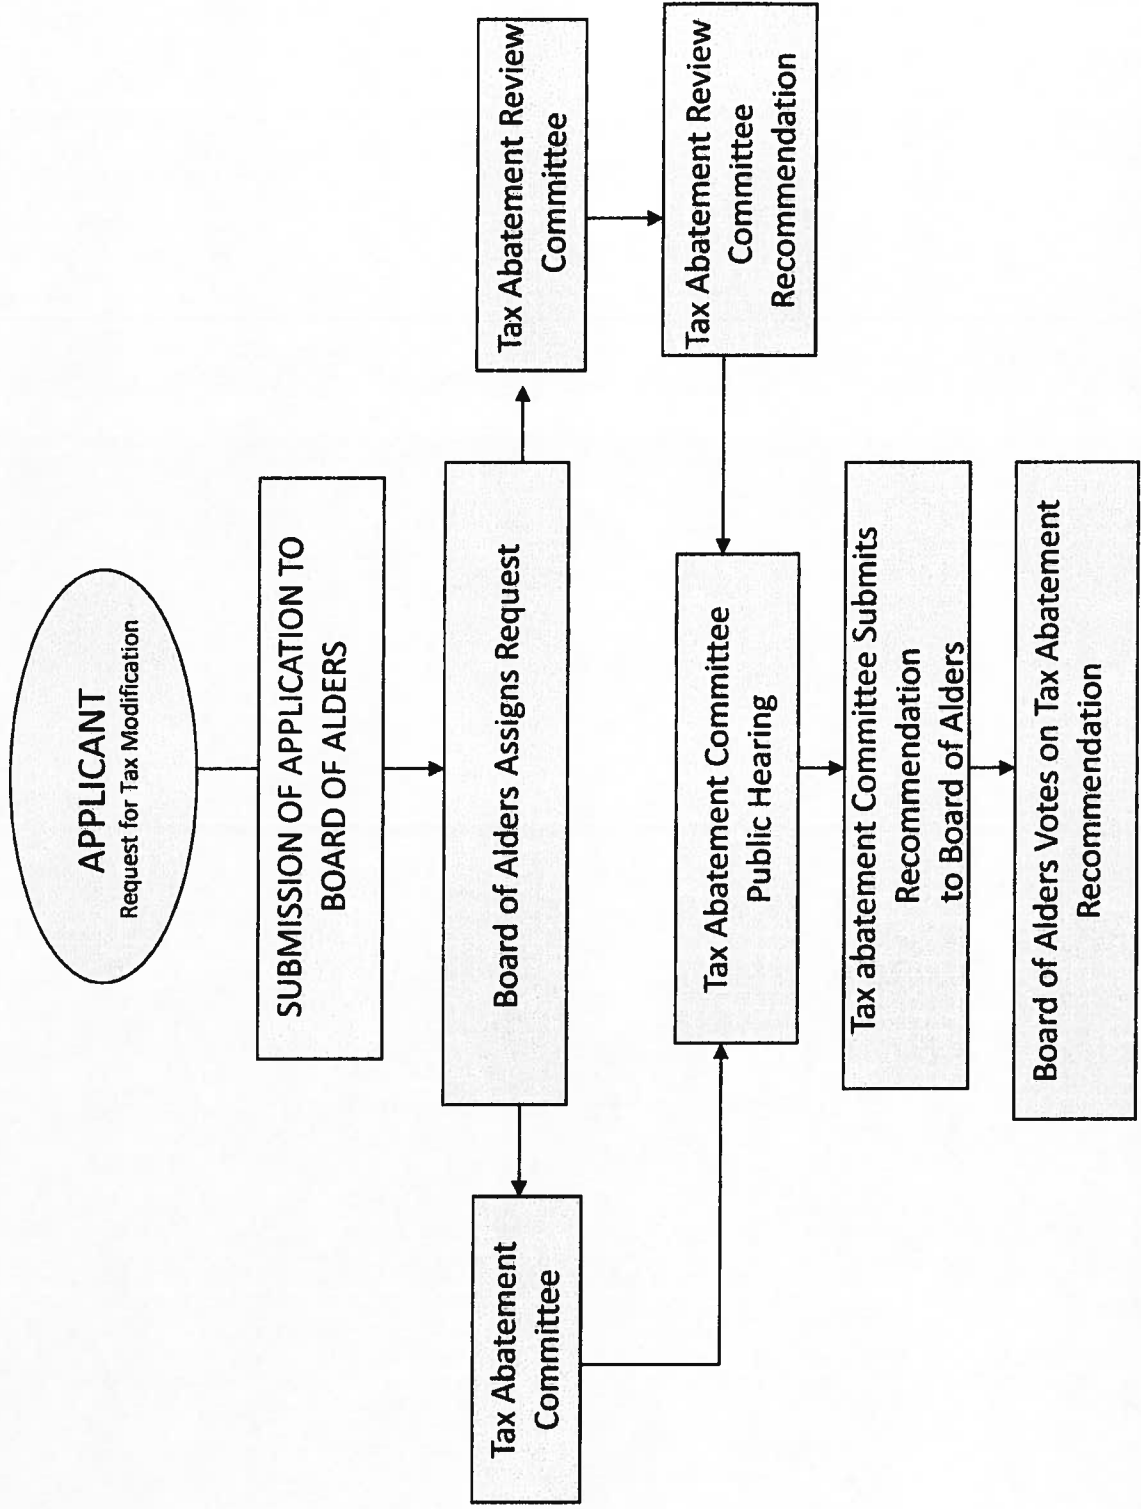 APPLICANT
Request for Tax Modification
SUBMISSION OF APPLICATION TO
BOARD OF ALDERS
Board of Alders Assigns Request
Tax Abatement
Committee
Tax Abatement Review
Committee
Tax Abatement Review
Committee
Recommendation
Tax Abatement Committee
Public Hearing
Tax abatement Committee Submits
Recommendation
to Board of Alders
Board of Alders Votes on Tax Abatement
Recommendation